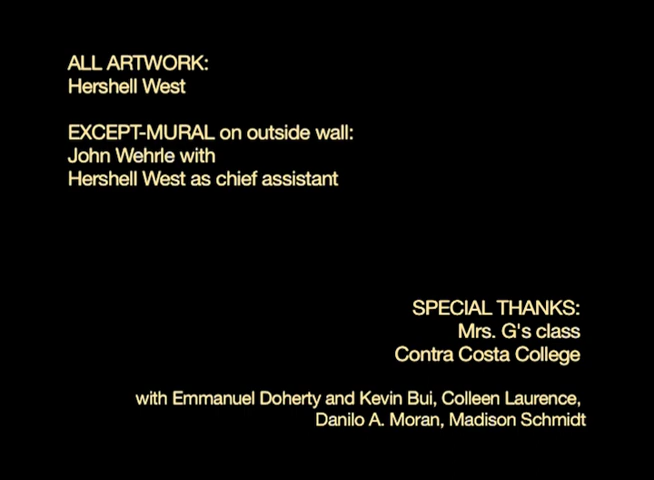 ALL ARTWORK:
Hershell West
EXCEPT-MURAL on outside wall:
John Wehrle with
Hershell West as chief assistant
SPECIAL THANKS:
Mrs. G's class
Contra Costa College
with Emmanuel Doherty and Kevin Bui, Colleen Laurence,
Danilo A. Moran, Madison Schmidt